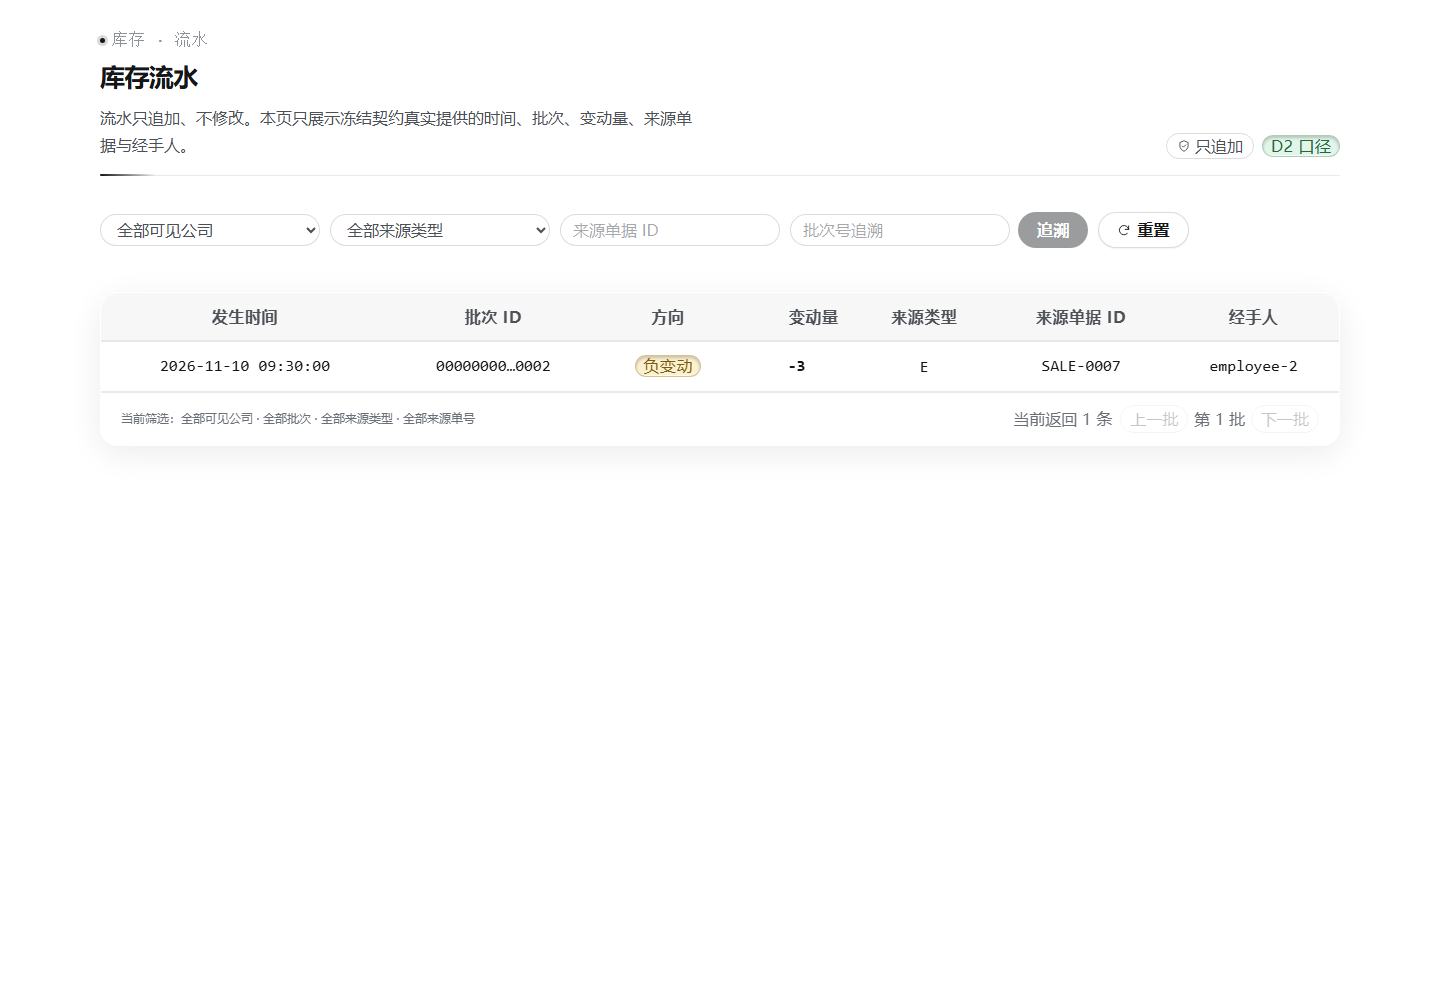 库存 · 流水
库存流水
流水只追加、不修改。本页只展示冻结契约真实提供的时间、批次、变动量、来源单
据与经手人。
只追加 D2 口径
全部可见公司 全部来源类型 来源单据 ID 批次号追溯 追溯 重置
发生时间 批次 ID 方向 变动量 来源类型 来源单据 ID 经手人
2026-11-10 09:30:00 00000000…0002 负变动 -3 E SALE-0007 employee-2
当前筛选：全部可见公司 · 全部批次 · 全部来源类型 · 全部来源单号 当前返回 1 条 上一批 第 1 批 下一批